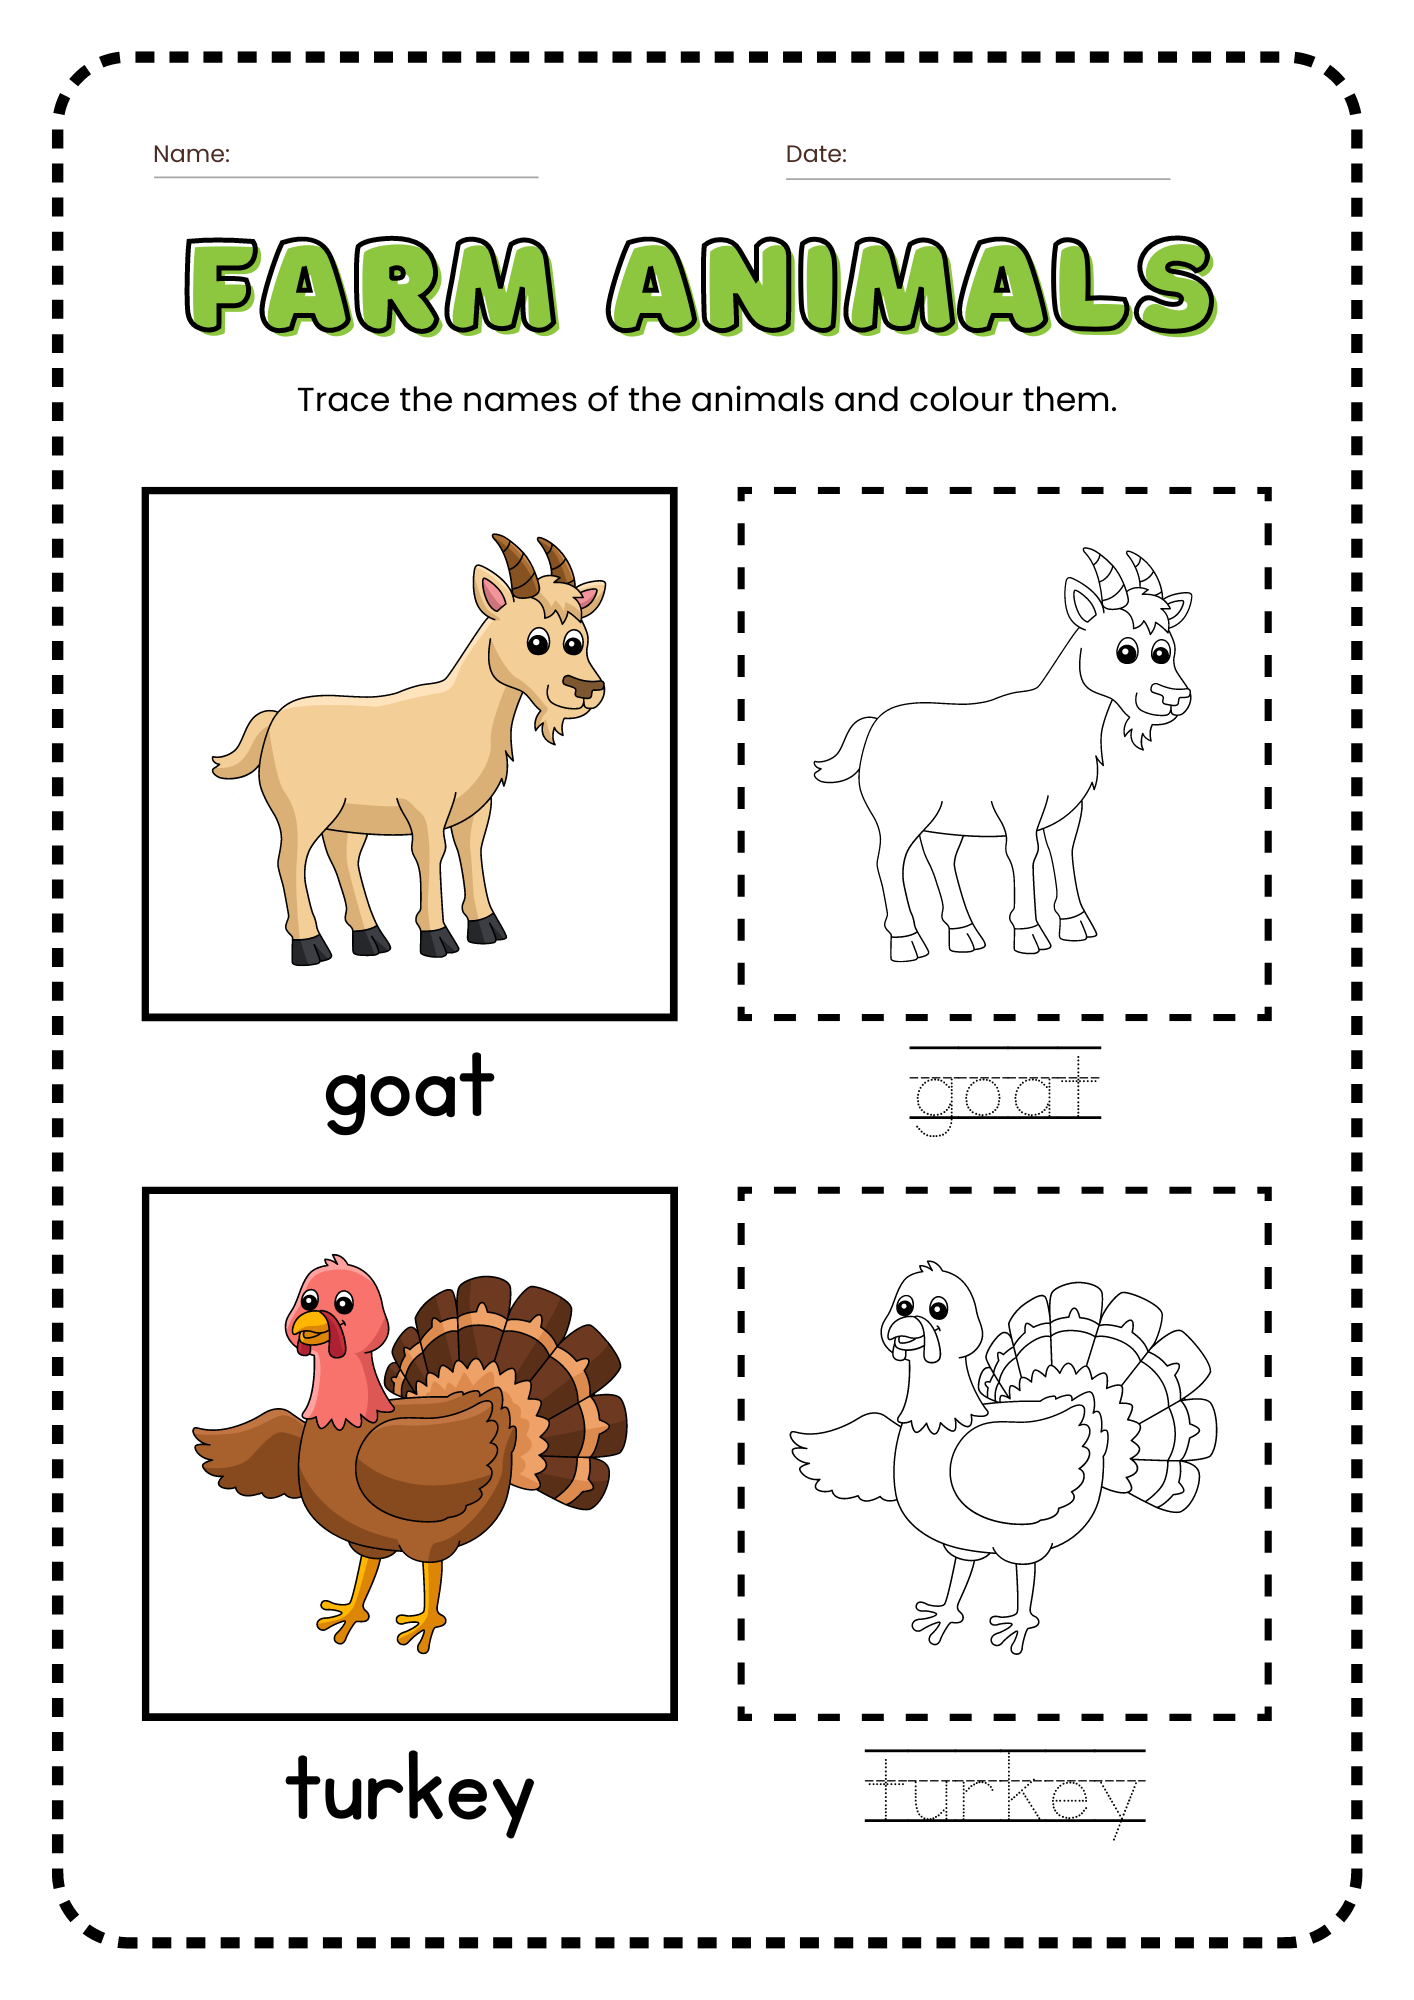 Name:
Date:
FARM ANIMALS
Trace the names of the animals and colour them.
goat
goat
turkey
turkey